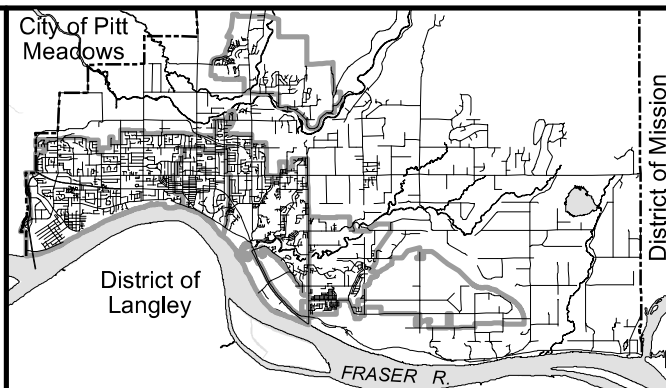 City of Pitt
Meadows
District of Mission
District of
Langley
FRASER R.